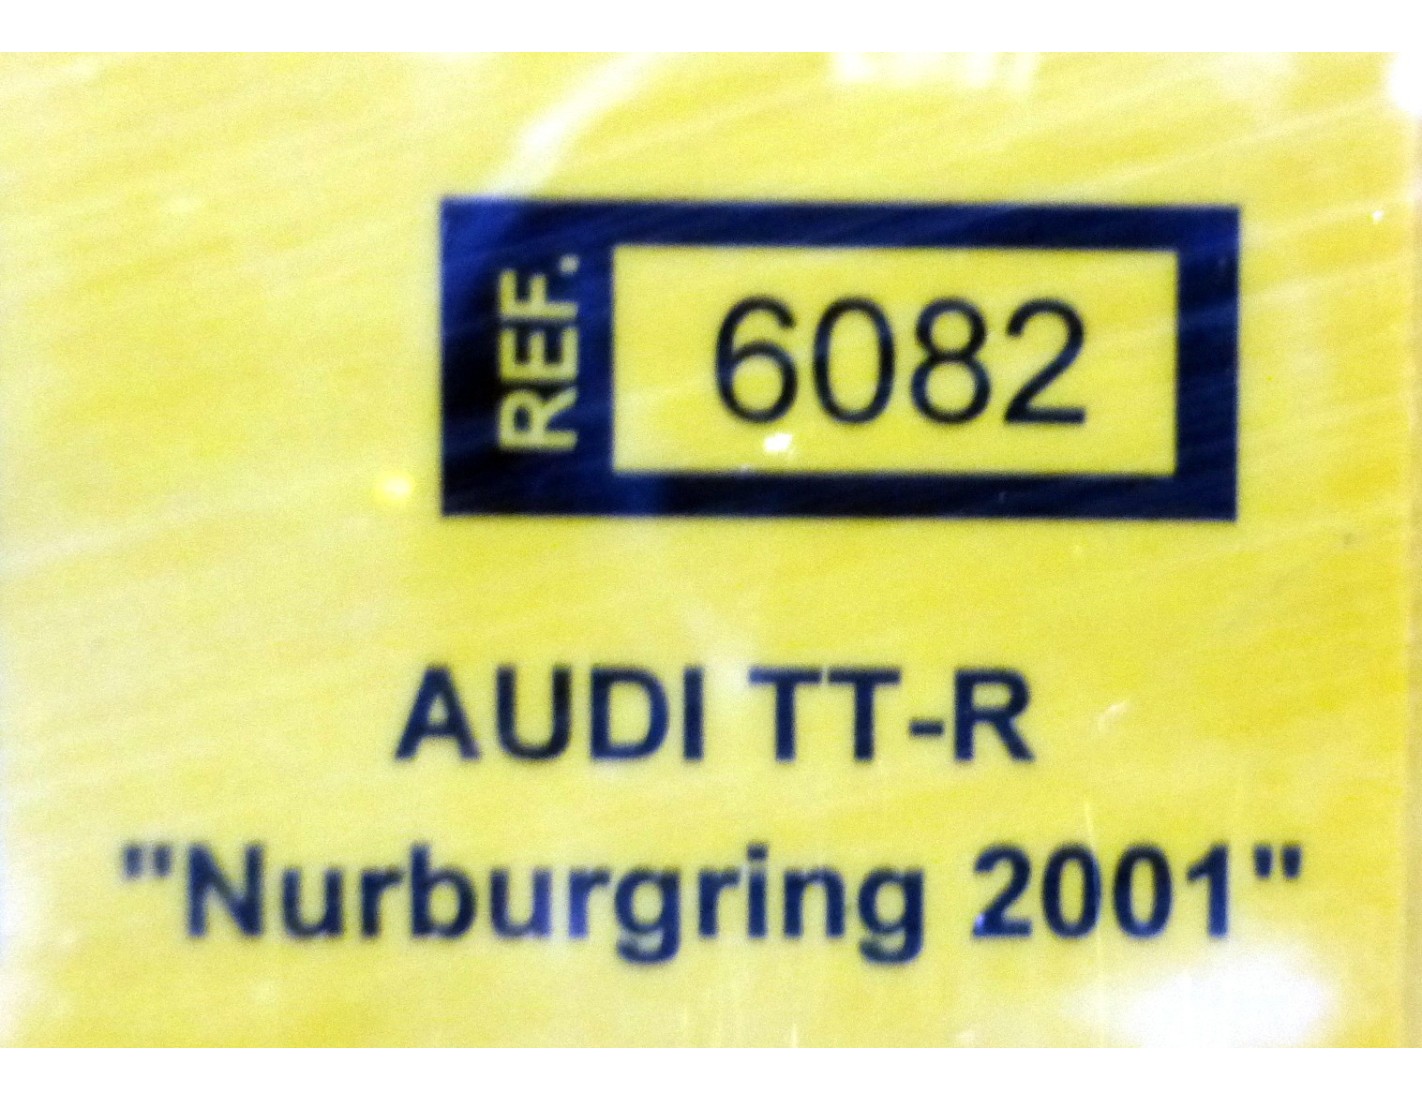 REF. 6082
AUDI TT-R
"Nurburgring 2001"